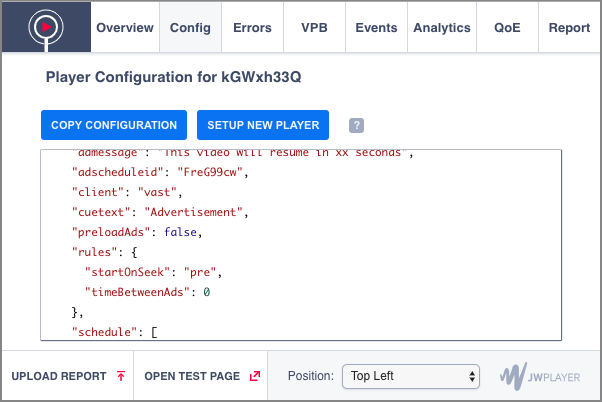 Overview Config Errors VPB Events Analytics QoE Report
Player Configuration for kGWxh33Q
COPY CONFIGURATION SETUP NEW PLAYER ?
"admessage": "This video will resume in xx seconds",
"adscheduleid": "FreG99cw",
"client": "vast",
"cuetext": "Advertisement",
"preloadAds": false,
"rules": {
"startOnSeek": "pre",
"timeBetweenAds": 0
},
"schedule": [
UPLOAD REPORT OPEN TEST PAGE Position: Top Left JWPLAYER